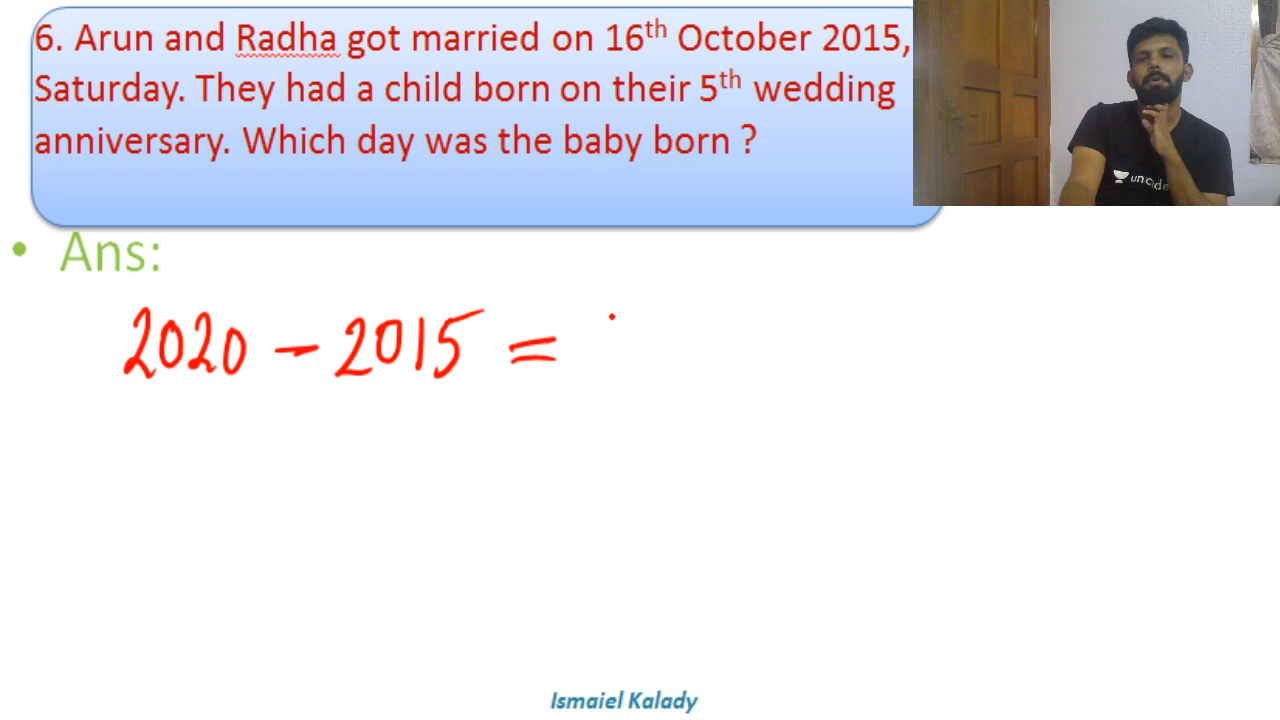 6. Arun and Radha got married on 16th October 2015,
Saturday. They had a child born on their 5th wedding
anniversary. Which day was the baby born ?
• Ans:
2020 - 2015 =
Ismaiel Kalady